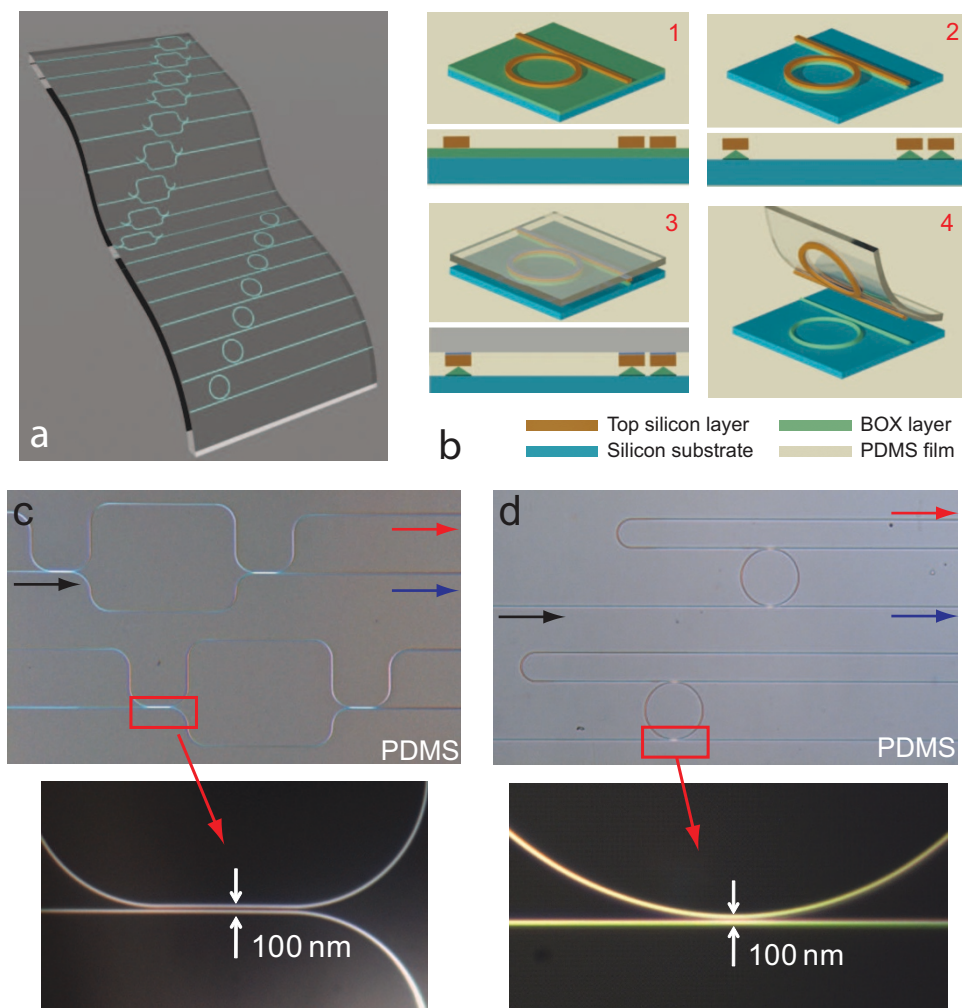 a
1
2
3
4
b
Top silicon layer
BOX layer
Silicon substrate
PDMS film
c
PDMS
100 nm
d
PDMS
100 nm